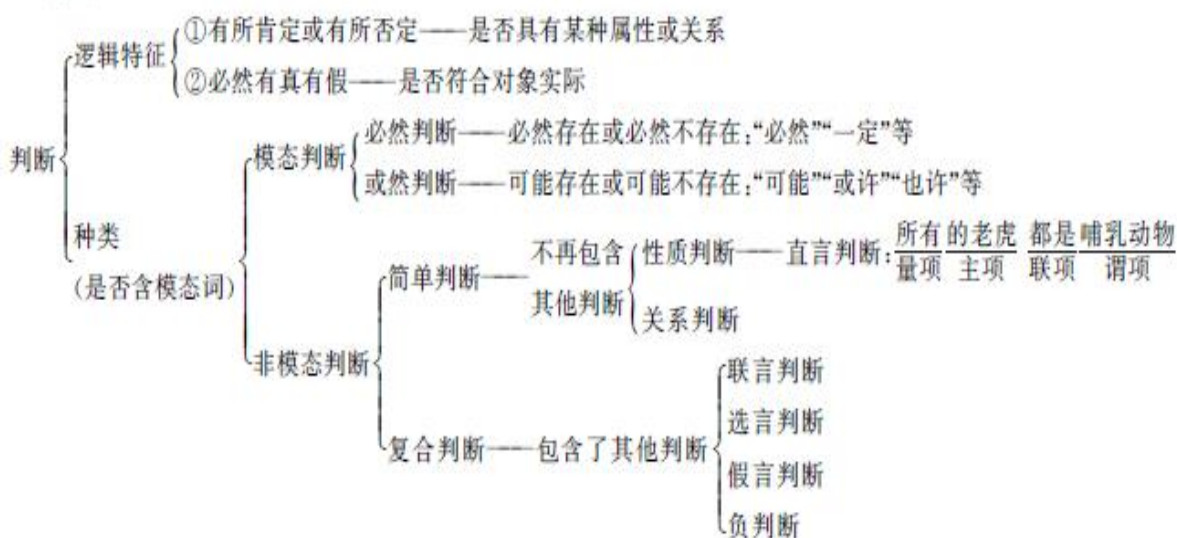 ①有所肯定或有所否定——是否具有某种属性或关系
逻辑特征
②必然有真有假——是否符合对象实际
判断
必然判断——必然存在或必然不存在:“必然”“一定”等
模态判断
或然判断——可能存在或可能不存在:“可能”“或许”“也许”等
种类
(是否含模态词)
不再包含
其他判断
简单判断——
性质判断——直言判断:所有的老虎 都是哺乳动物
量项 主项 联项 谓项
关系判断
非模态判断
联言判断
选言判断
复合判断——包含了其他判断
假言判断
负判断